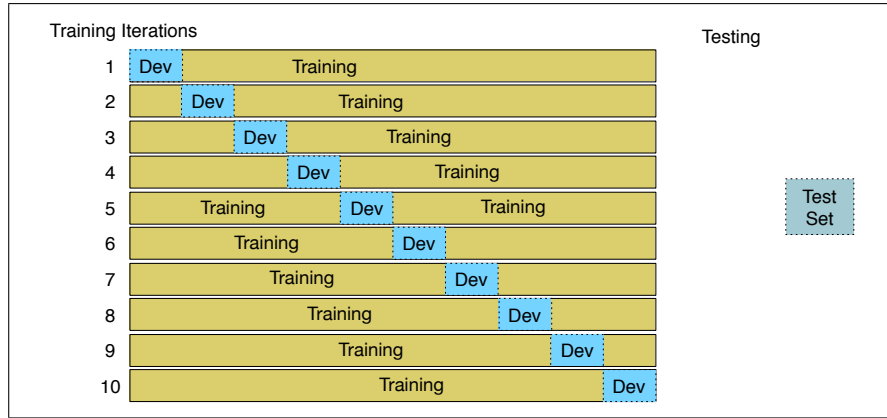 Training Iterations
Testing
1 Dev Training
2 Dev Training
3 Dev Training
4 Dev Training
5 Training Dev Training
6 Training Dev
7 Training Dev
8 Training Dev
9 Training Dev
10 Training Dev
Test
Set